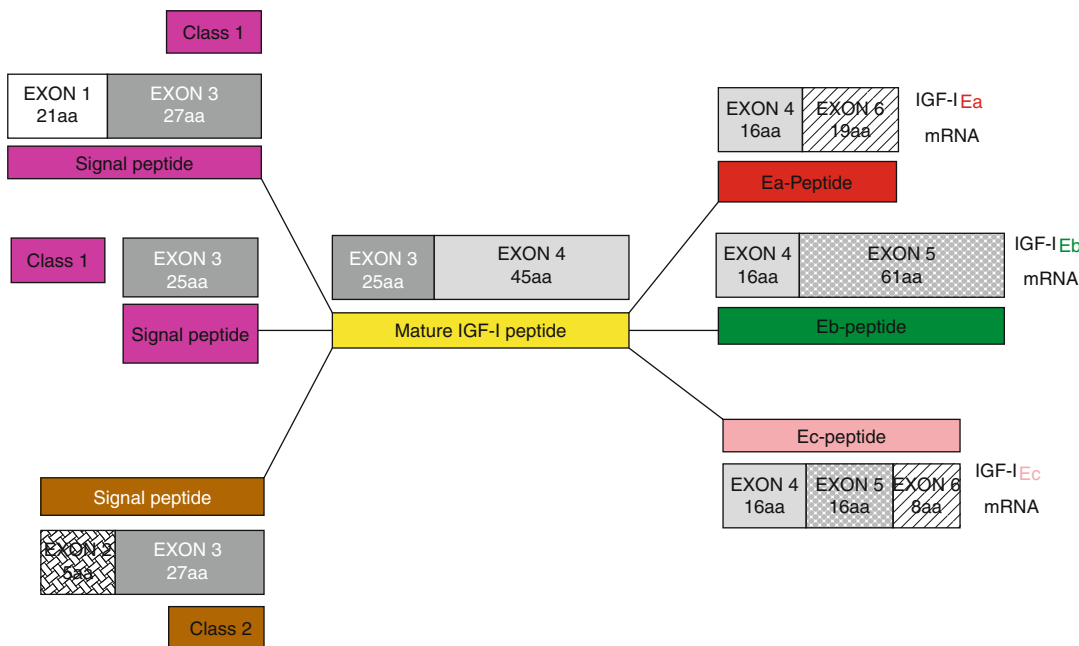 Class 1
EXON 1
21aa
EXON 3
27aa
Signal peptide
Class 1
EXON 3
25aa
Signal peptide
Signal peptide
EXON 2
5aa
EXON 3
27aa
Class 2
EXON 3
25aa
EXON 4
45aa
Mature IGF-I peptide
EXON 4
16aa
EXON 6
19aa
IGF-I Ea
mRNA
Ea-Peptide
EXON 4
16aa
EXON 5
61aa
IGF-I Eb
mRNA
Eb-peptide
Ec-peptide
EXON 4
16aa
EXON 5
16aa
EXON 6
8aa
IGF-I Ec
mRNA